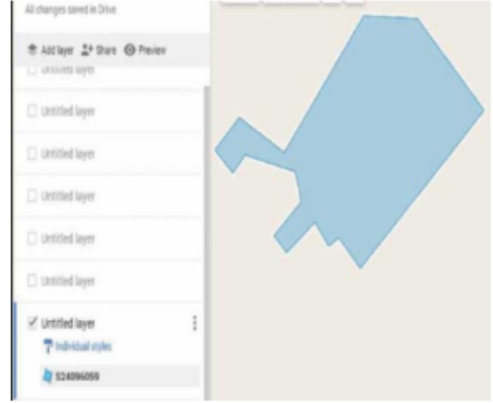 All changes saved in Drive
Add layer Share Preview
Untitled layer
Untitled layer
Untitled layer
Untitled layer
Untitled layer
Untitled layer
Untitled layer
Individual styles
S24096059